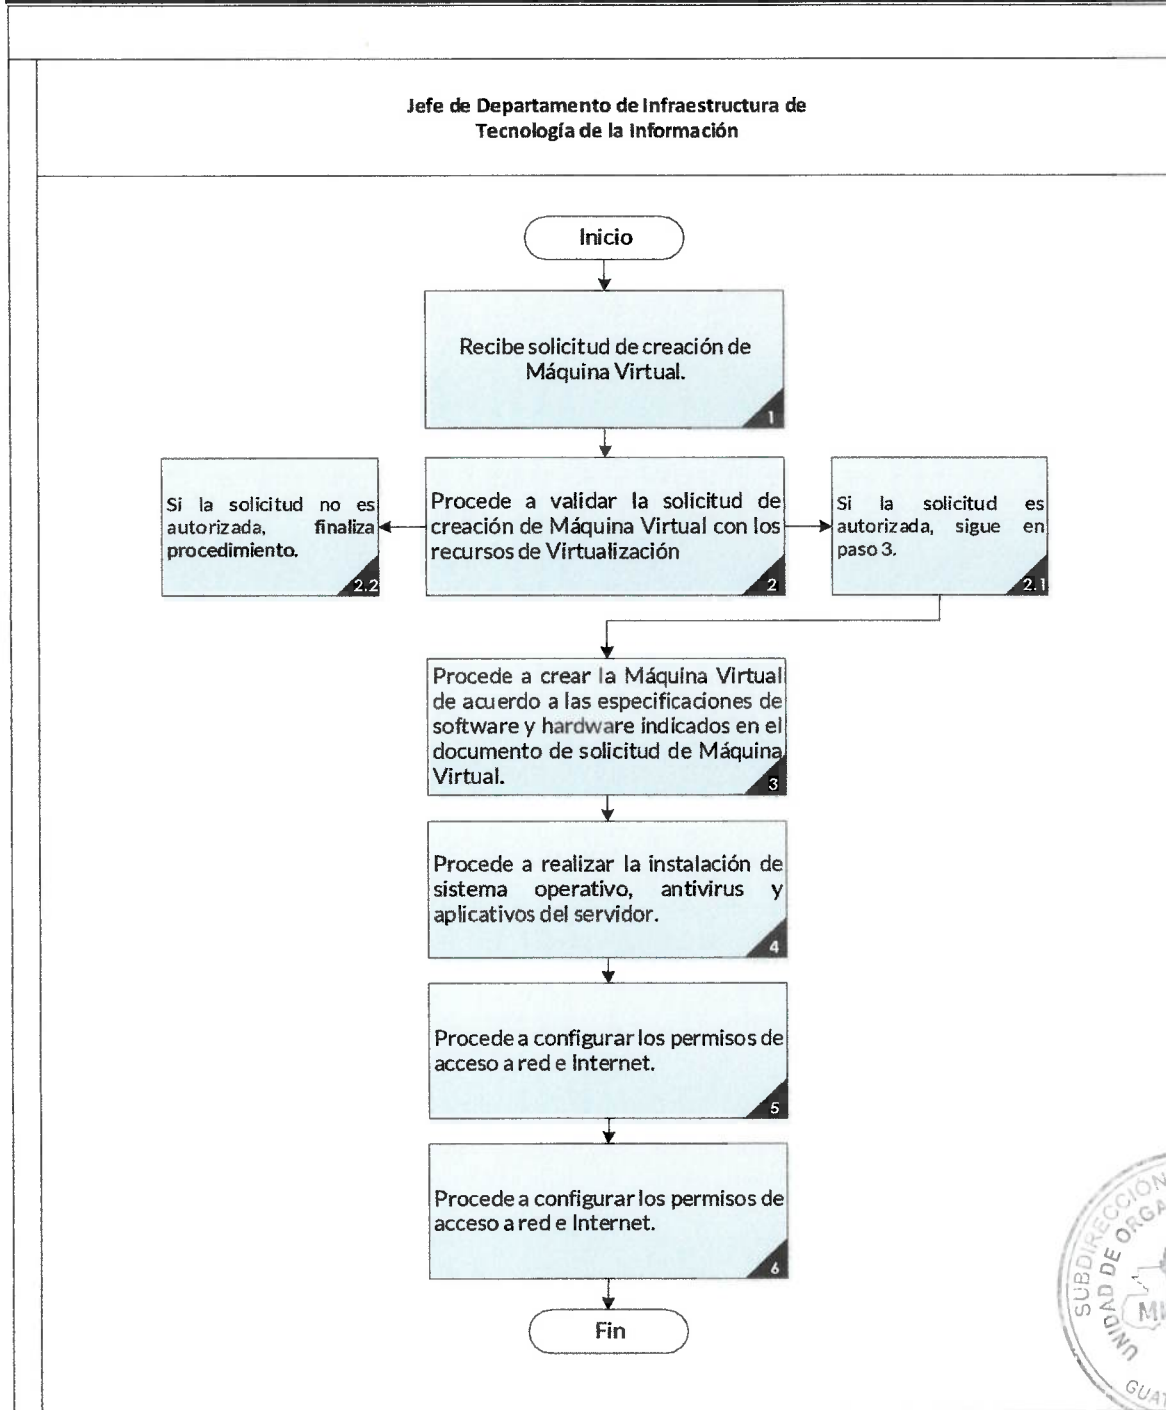 Jefe de Departamento de Infraestructura de
Tecnología de la Información
Inicio
Recibe solicitud de creación de
Máquina Virtual.
1
Si la solicitud no es
autorizada, finaliza
procedimiento.
2.2
Procede a validar la solicitud de
creación de Máquina Virtual con los
recursos de Virtualización
2
Si la solicitud es
autorizada, sigue en
paso 3.
2.1
Procede a crear la Máquina Virtual
de acuerdo a las especificaciones de
software y hardware indicados en el
documento de solicitud de Máquina
Virtual.
3
Procede a realizar la instalación de
sistema operativo, antivirus y
aplicativos del servidor.
4
Procede a configurar los permisos de
acceso a red e Internet.
5
Procede a configurar los permisos de
acceso a red e Internet.
6
Fin
SUBDIRECCIÓN
UNIDAD DE